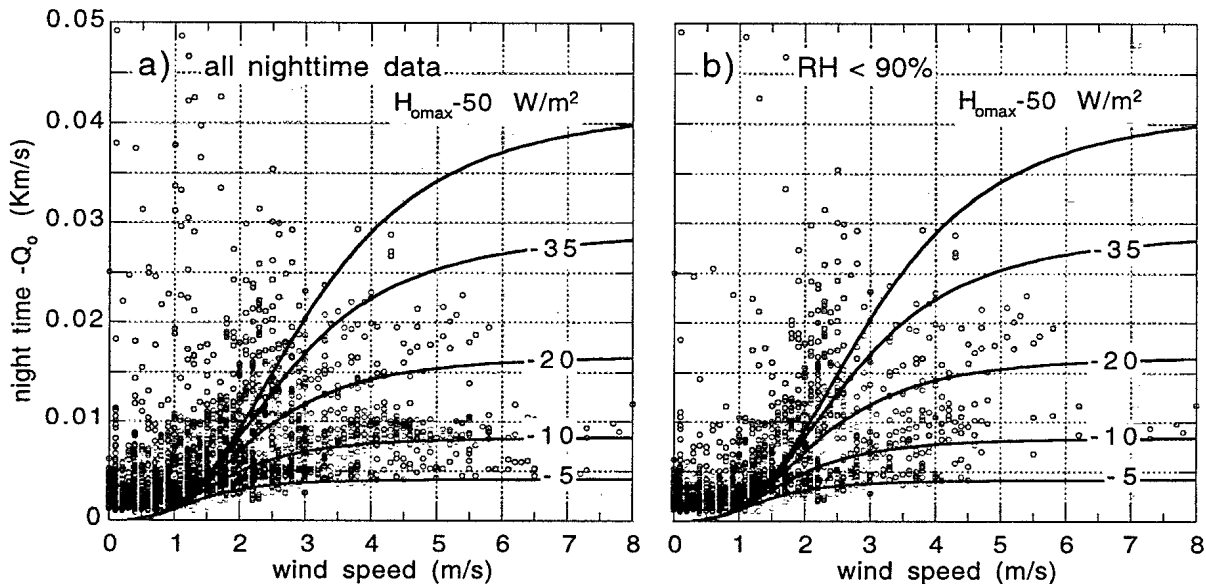 0.05
0.04
0.03
0.02
0.01
0
night time -Q₀ (Km/s)
a) all nighttime data
Hₒₘₐₓ-50 W/m²
-35
-20
-10
-5
0 1 2 3 4 5 6 7 8
wind speed (m/s)
b) RH < 90%
Hₒₘₐₓ-50 W/m²
-35
-20
-10
-5
0 1 2 3 4 5 6 7 8
wind speed (m/s)